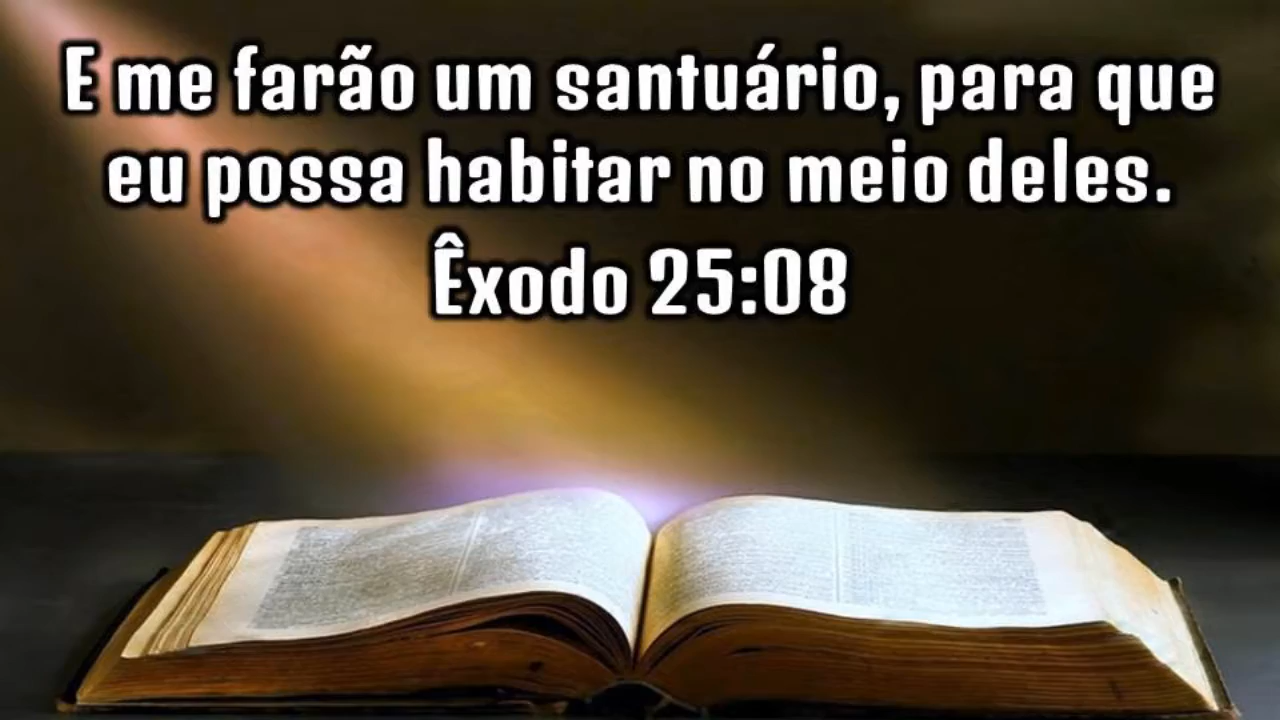 E me farão um santuário, para que
eu possa habitar no meio deles.
Êxodo 25:08